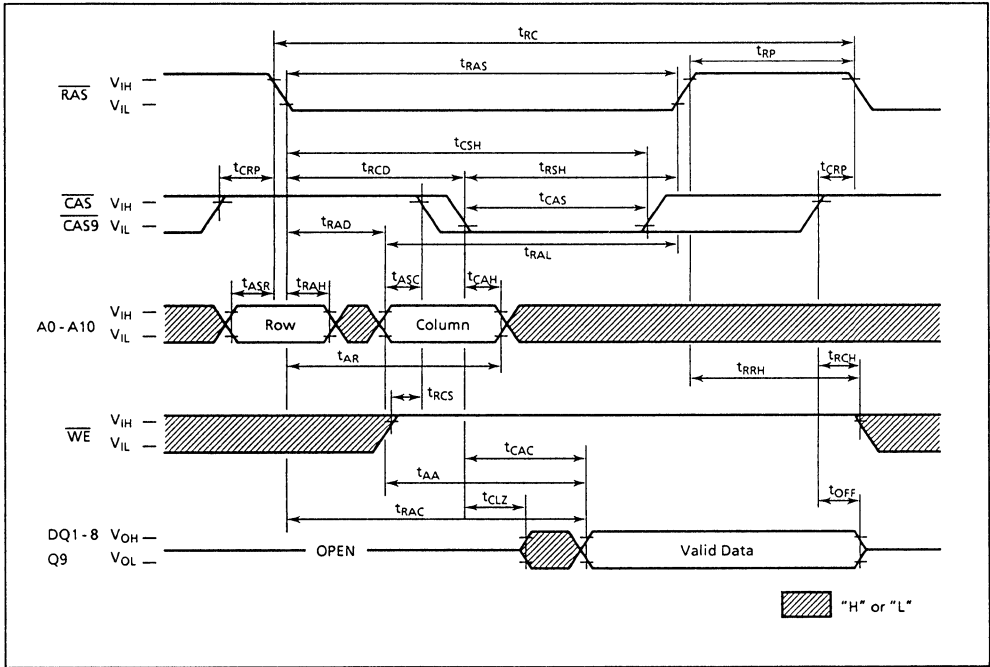 tRC
tRP
tRAS
RAS VIH
VIL
tCSH
tCRP tRCD tRSH tCRP
CAS VIH
CAS9 VIL
tCAS
tRAD
tRAL
tASR tRAH tASC tCAH
A0 - A10 VIH
VIL
Row Column
tAR
tRRH tRCH
tRCS
WE VIH
VIL
tCAC
tAA
tCLZ tOFF
tRAC
DQ1 - 8 VOH
Q9 VOL
OPEN Valid Data
"H" or "L"